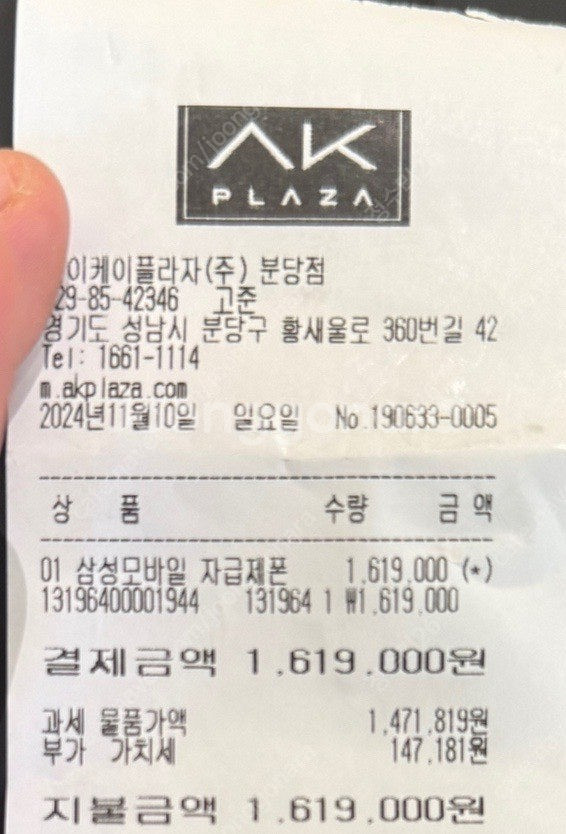 AK
PLAZA
이케이플라자(주) 분당점
29-85-42346 고준
경기도 성남시 분당구 황새울로 360번길 42
Tel: 1661-1114
m.akplaza.com
2024년11월10일 일요일 No.190633-0005
상 품 수량 금 액
01 삼성모바일 자급제폰 1,619,000 (*)
13196400001944 131964 1 ₩1,619,000
결제금액 1,619,000원
과세 물품가액 1,471,819원
부가 가치세 147,181원
지불금액 1,619,000원